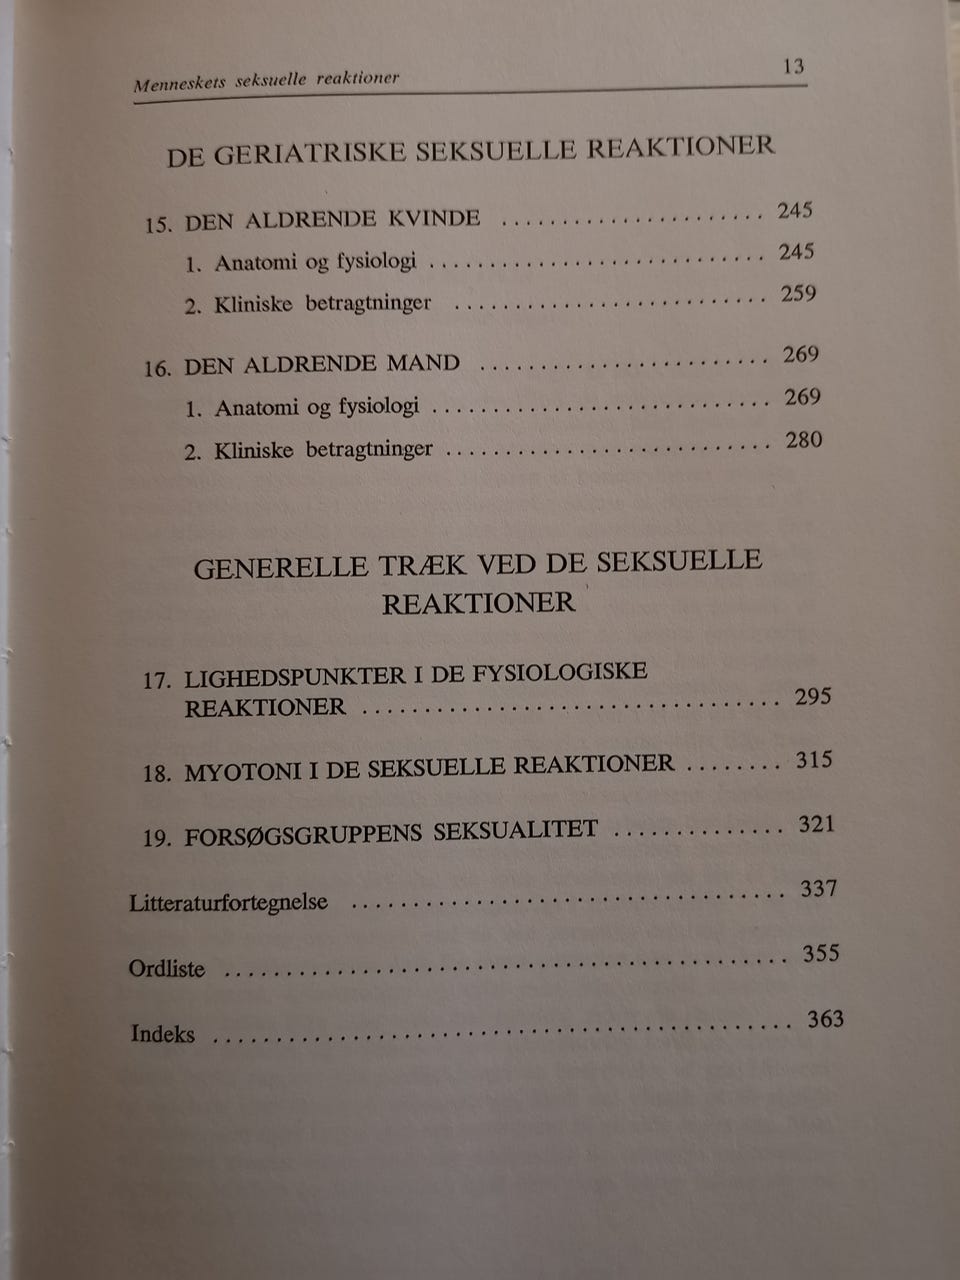 Menneskets seksuelle reaktioner 13
DE GERIATRISKE SEKSUELLE REAKTIONER
15. DEN ALDRENDE KVINDE ...................... 245
1. Anatomi og fysiologi ............................ 245
2. Kliniske betragtninger .......................... 259
16. DEN ALDRENDE MAND ........................ 269
1. Anatomi og fysiologi ............................ 269
2. Kliniske betragtninger ........................... 280
GENERELLE TRÆK VED DE SEKSUELLE
REAKTIONER
17. LIGHEDSPUNKTER I DE FYSIOLOGISKE
REAKTIONER .................................. 295
18. MYOTONI I DE SEKSUELLE REAKTIONER ........ 315
19. FORSØGSGRUPPENS SEKSUALITET .............. 321
Litteraturfortegnelse ................................... 337
Ordliste .............................................. 355
Indeks ............................................... 363